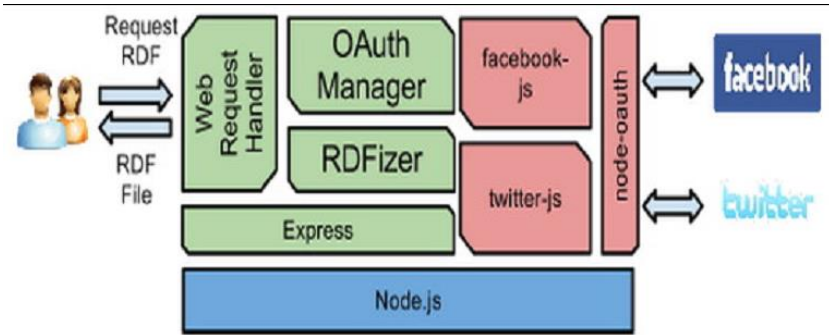 Request
RDF
RDF
File
Web
Request
Handler
OAuth
Manager
RDFizer
Express
facebook-
js
twitter-js
node-oauth
Node.js
facebook
twitter